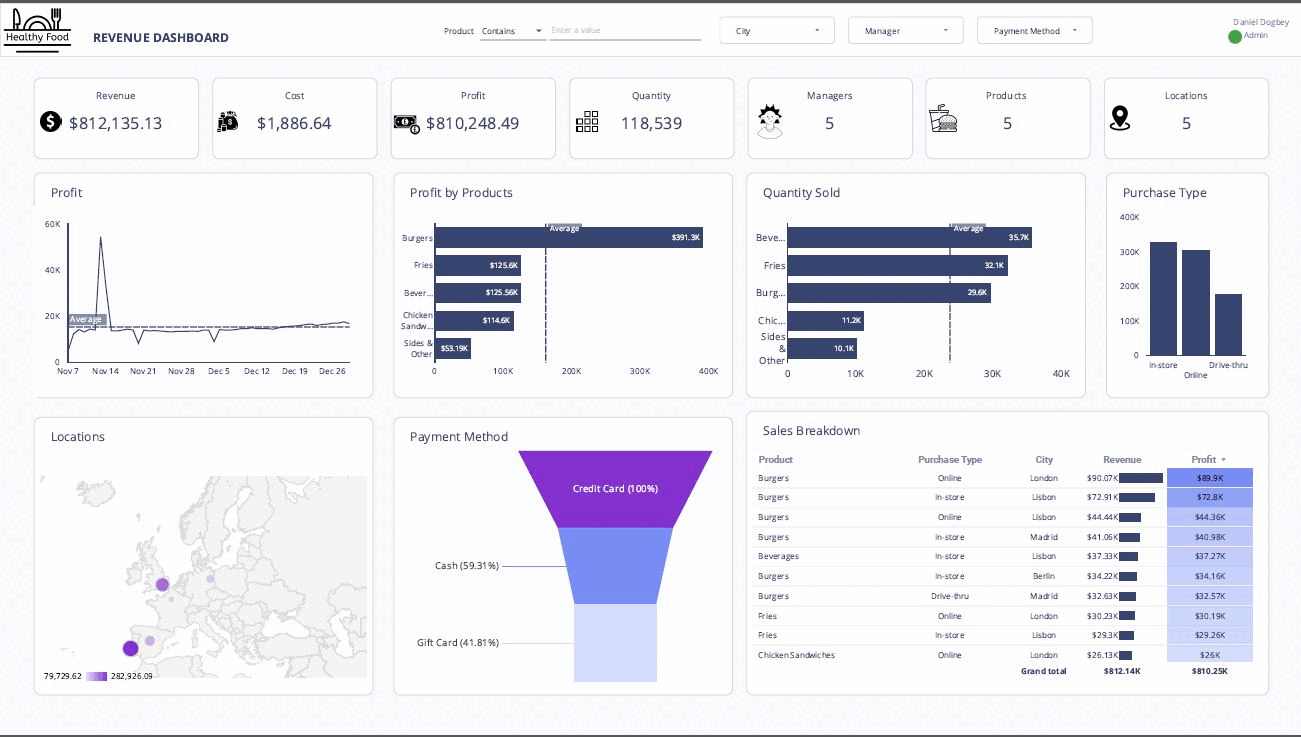 Healthy Food
REVENUE DASHBOARD
Product Contains Enter a value
City
Manager
Payment Method
Daniel Dogbey
Admin
Revenue
$812,135.13
Cost
$1,886.64
Profit
$810,248.49
Quantity
118,539
Managers
5
Products
5
Locations
5
Profit
60K
40K
20K
0
Average
Nov 7 Nov 14 Nov 21 Nov 28 Dec 5 Dec 12 Dec 19 Dec 26
Profit by Products
Average
Burgers $391.3K
Fries $125.6K
Bever... $125.56K
Chicken
Sandw... $114.6K
Sides &
Other $53.19K
0 100K 200K 300K 400K
Quantity Sold
Average
Beve... 35.7K
Fries 32.1K
Burg... 29.6K
Chic... 11.2K
Sides
&
Other 10.1K
0 10K 20K 30K 40K
Purchase Type
400K
300K
200K
100K
0
In-store Drive-thru
Online
Locations
79,729.62 282,926.09
Payment Method
Credit Card (100%)
Cash (59.31%)
Gift Card (41.81%)
Sales Breakdown
Product Purchase Type City Revenue Profit
Burgers Online London $90.07K $89.9K
Burgers In-store Lisbon $72.91K $72.8K
Burgers Online Lisbon $44.44K $44.36K
Burgers In-store Madrid $41.06K $40.98K
Beverages In-store Lisbon $37.33K $37.27K
Burgers In-store Berlin $34.22K $34.16K
Burgers Drive-thru Madrid $32.63K $32.57K
Fries Online London $30.23K $30.19K
Fries In-store Lisbon $29.3K $29.26K
Chicken Sandwiches Online London $26.13K $26K
Grand total $812.14K $810.25K